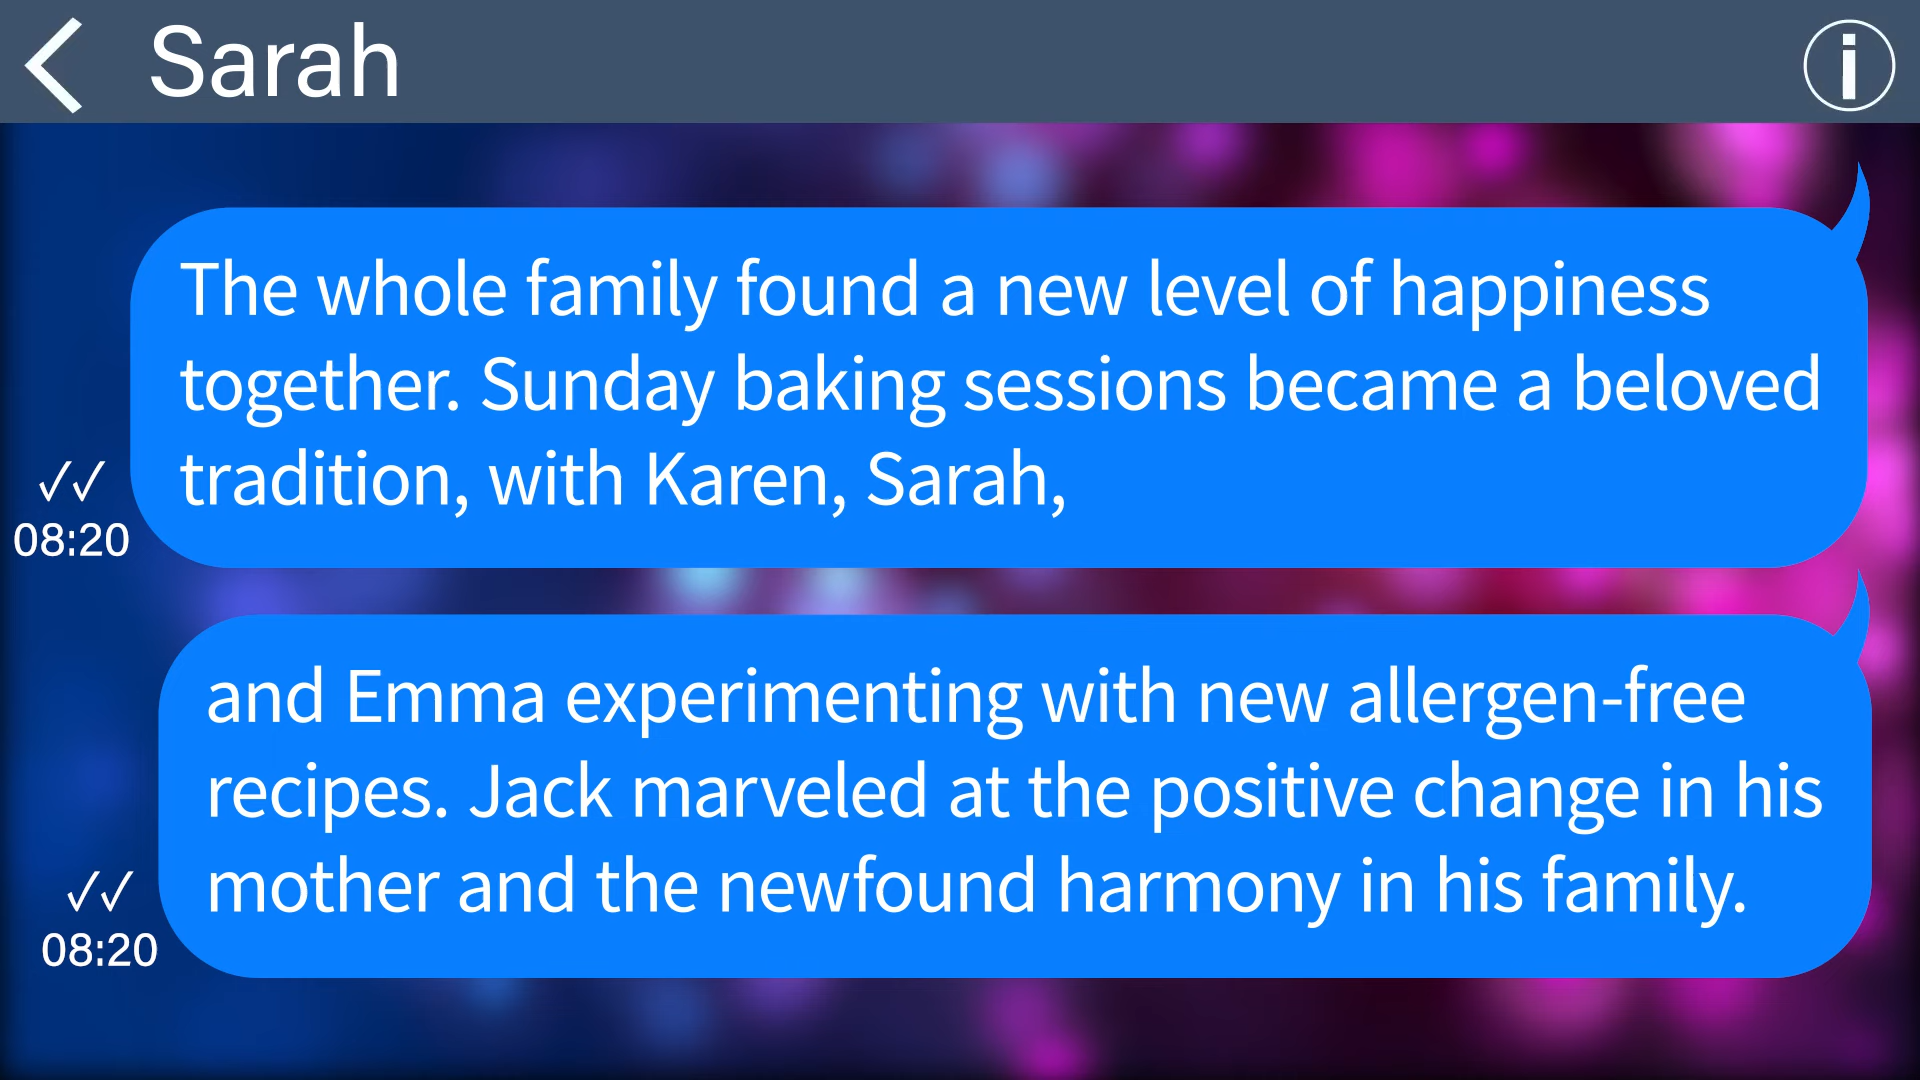 Sarah
The whole family found a new level of happiness
together. Sunday baking sessions became a beloved
tradition, with Karen, Sarah,
08:20
and Emma experimenting with new allergen-free
recipes. Jack marveled at the positive change in his
mother and the newfound harmony in his family.
08:20